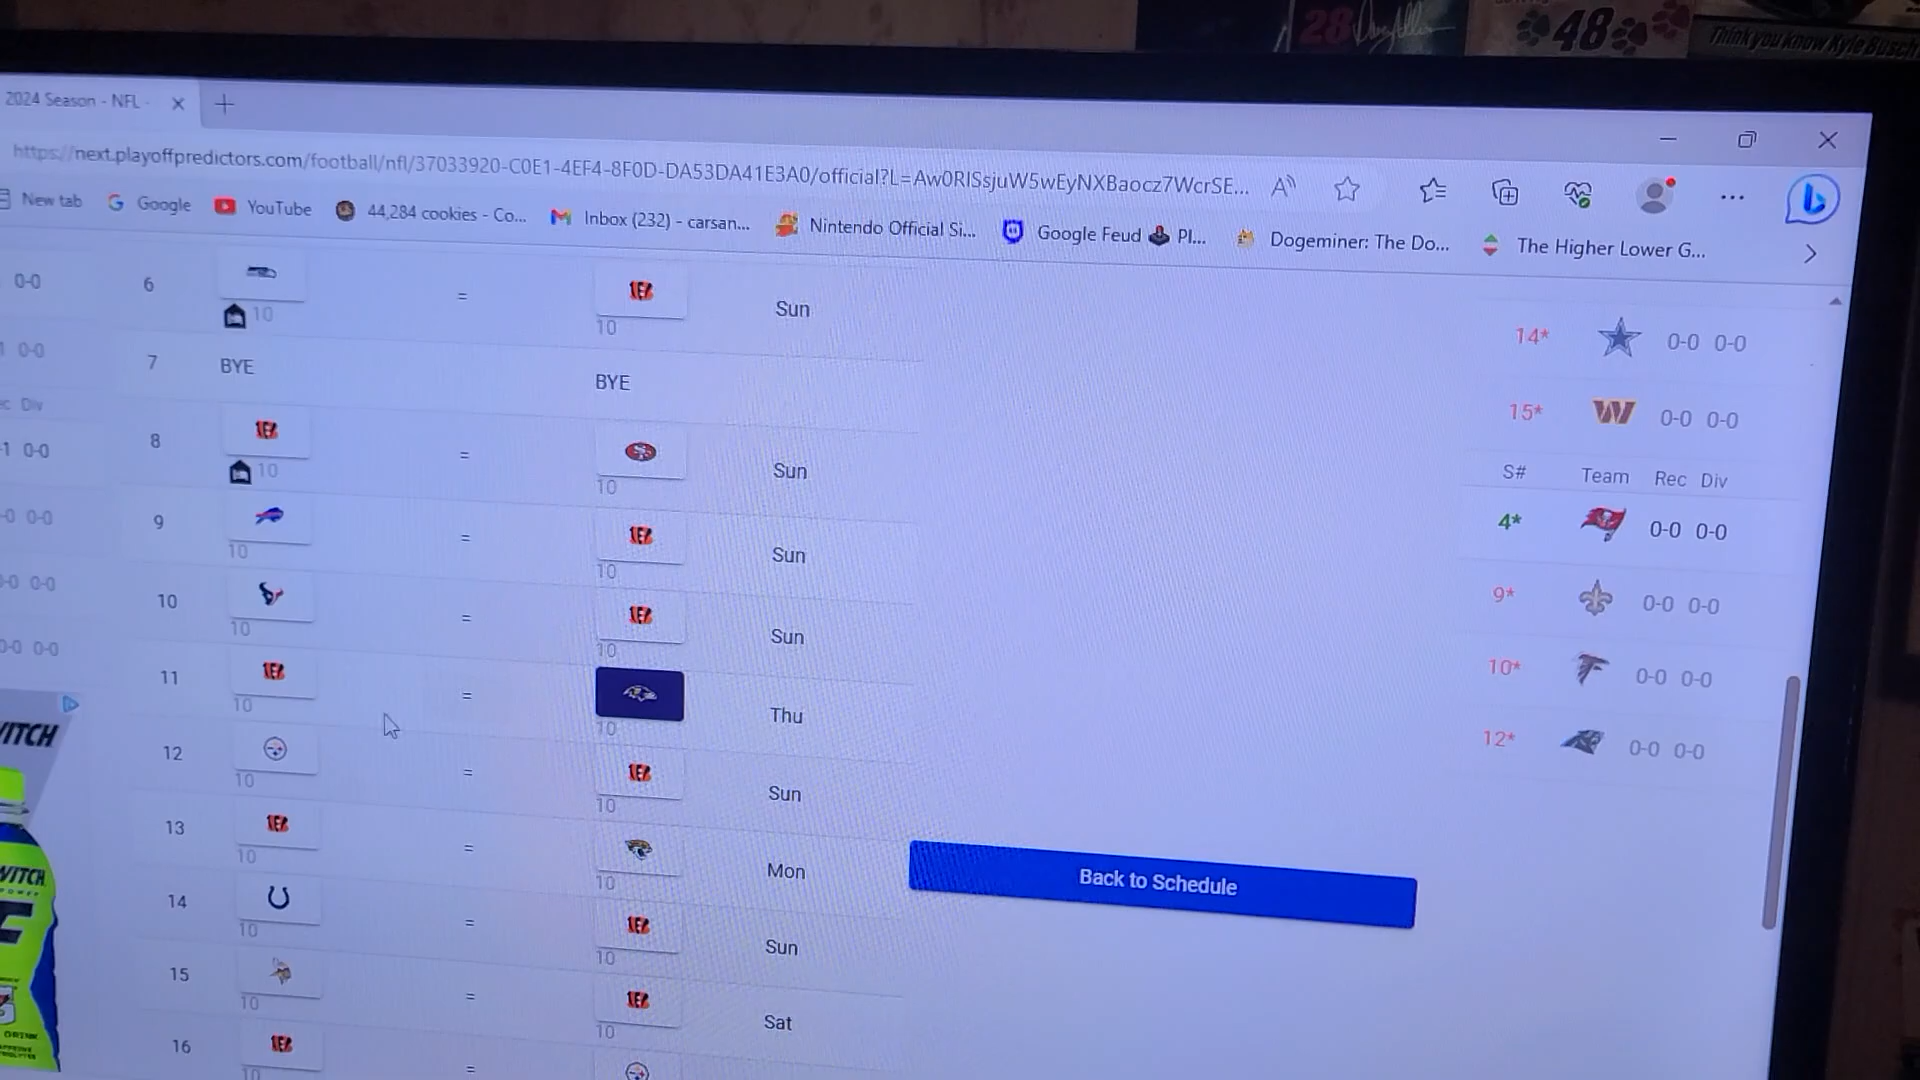 28
48
Think you know Kyle Busch
2024 Season - NFL -
https://next.playoffpredictors.com/football/nfl/37033920-C0E1-4EF4-8F0D-DA53DA41E3A0/official?L=Aw0RISsjuW5wEyNXBaocz7WcrSE...
New tab
Google
YouTube
44,284 cookies - Co...
Inbox (232) - carsan...
Nintendo Official Si...
Google Feud
Pl...
Dogeminer: The Do...
The Higher Lower G...
0-0 6 = Sun
10 10
0-0 7 BYE BYE
Div
-1 0-0 8 = Sun
10 10
-0 0-0 9 = Sun
10 10
0-0 10 = Sun
10 10
0-0 11 = Thu
10 10
12 = Sun
10 10
13 = Mon
10 10
14 = Sun
10 10
15 = Sat
10 10
16 =
10
14* 0-0 0-0
15* W 0-0 0-0
S# Team Rec Div
4* 0-0 0-0
9* 0-0 0-0
10* 0-0 0-0
12* 0-0 0-0
Back to Schedule
WITCH
WITCH
DRINK